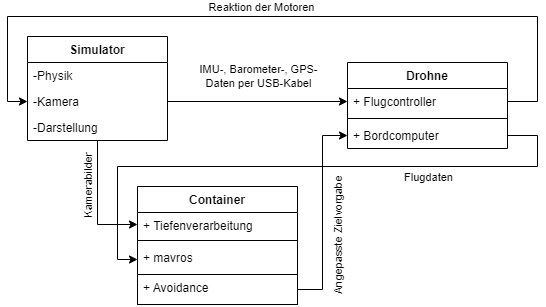 Reaktion der Motoren
Simulator
-Physik
-Kamera
-Darstellung
IMU-, Barometer-, GPS-
Daten per USB-Kabel
Drohne
+ Flugcontroller
+ Bordcomputer
Kamerabilder
Flugdaten
Angepasste Zielvorgabe
Container
+ Tiefenverarbeitung
+ mavros
+ Avoidance